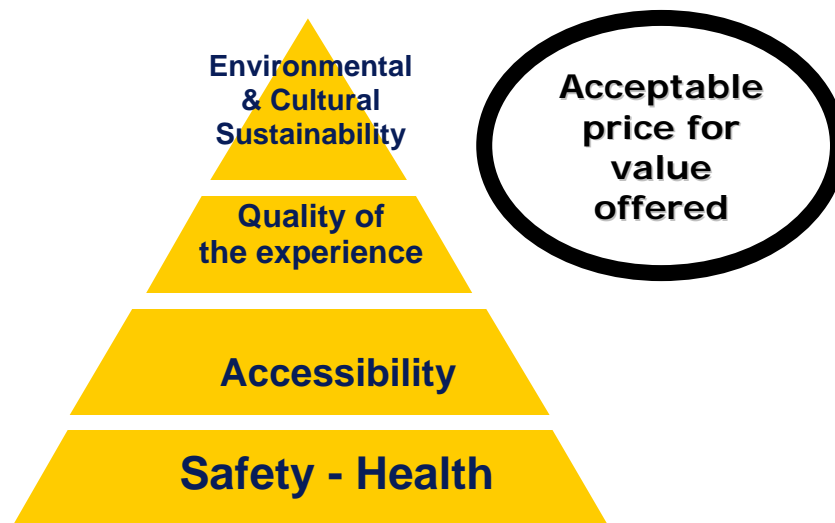 Environmental
& Cultural
Sustainability
Acceptable
price for
value
offered
Quality of
the experience
Accessibility
Safety - Health